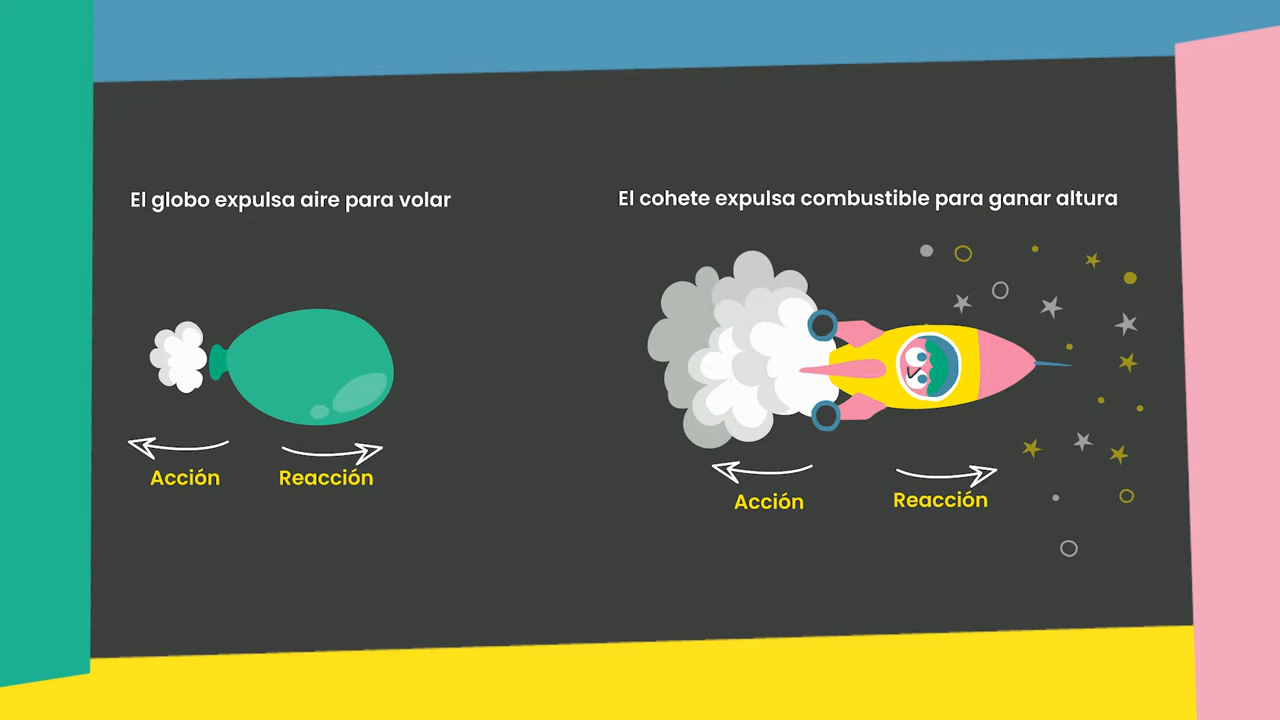 El globo expulsa aire para volar
El cohete expulsa combustible para ganar altura
Acción
Reacción
Acción
Reacción